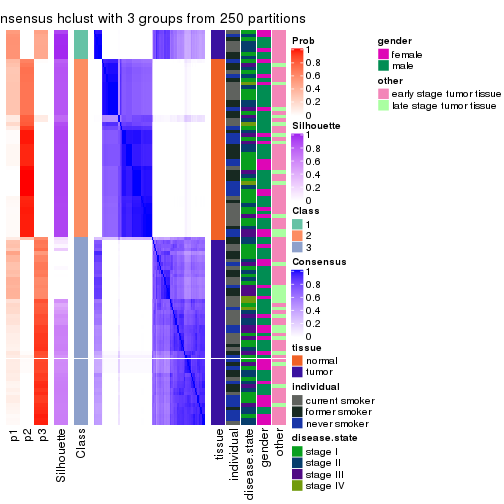 nsensus hclust with 3 groups from 250 partitions
Prob
1
0.8
0.6
0.4
0.2
0
Silhouette
1
0.8
0.6
0.4
0.2
0
Class
1
2
3
Consensus
1
0.8
0.6
0.4
0.2
0
tissue
normal
tumor
individual
current smoker
former smoker
never smoker
disease.state
stage I
stage II
stage III
stage IV
gender
female
male
other
early stage tumor tissue
late stage tumor tissue
p1
p2
p3
Silhouette
Class
tissue
individual
disease.state
gender
other